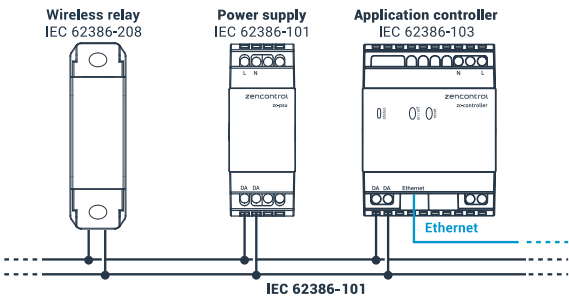 Wireless relay
IEC 62386-208
Power supply
IEC 62386-101
Application controller
IEC 62386-103
L N
N L
zencontrol
zc-psu
zencontrol
zc-controller
DA DA
DA DA
Ethernet
Ethernet
IEC 62386-101